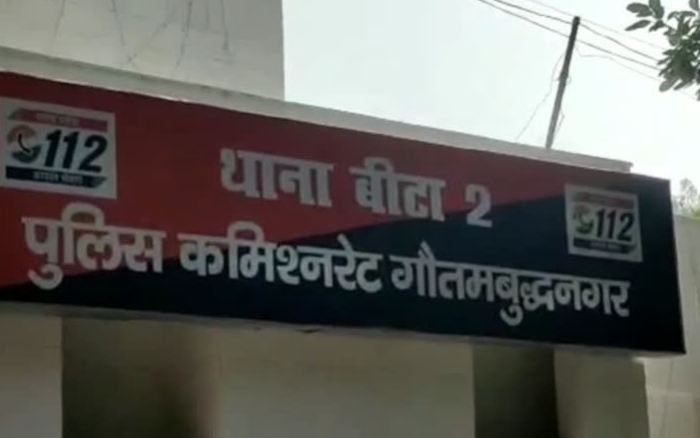 112
थाना बीटा 2
112
पुलिस कमिश्नरेट गौतमबुद्धनगर